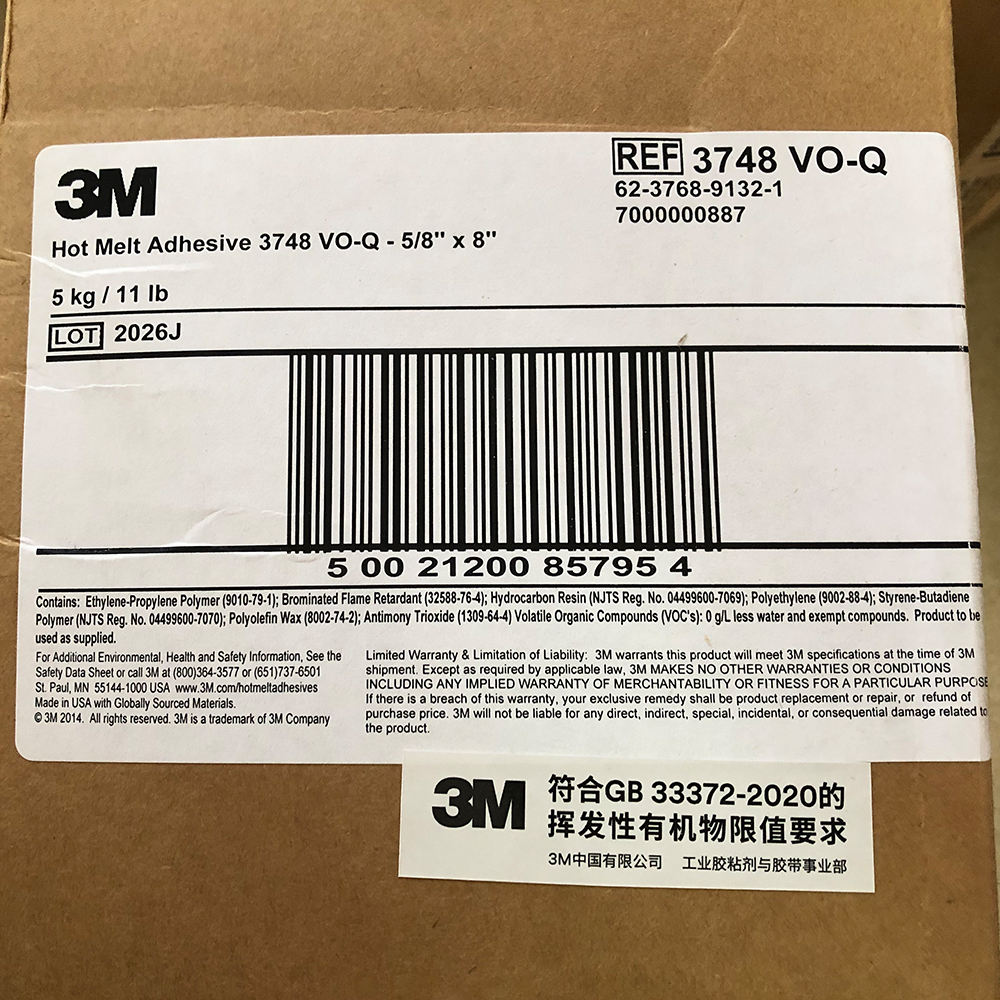 3M
REF 3748 VO-Q
62-3768-9132-1
7000000887
Hot Melt Adhesive 3748 VO-Q - 5/8" x 8"
5 kg / 11 lb
LOT 2026J
5 00 21200 85795 4
Contains: Ethylene-Propylene Polymer (9010-79-1); Brominated Flame Retardant (32588-76-4); Hydrocarbon Resin (NJTS Reg. No. 04499600-7069); Polyethylene (9002-88-4); Styrene-Butadiene
Polymer (NJTS Reg. No. 04499600-7070); Polyolefin Wax (8002-74-2); Antimony Trioxide (1309-64-4) Volatile Organic Compounds (VOC's): 0 g/L less water and exempt compounds. Product to be
used as supplied.
For Additional Environmental, Health and Safety Information, See the
Safety Data Sheet or call 3M at (800)364-3577 or (651)737-6501
St. Paul, MN 55144-1000 USA www.3M.com/hotmeltadhesives
Made in USA with Globally Sourced Materials.
© 3M 2014. All rights reserved. 3M is a trademark of 3M Company
Limited Warranty & Limitation of Liability: 3M warrants this product will meet 3M specifications at the time of 3M
shipment. Except as required by applicable law, 3M MAKES NO OTHER WARRANTIES OR CONDITIONS
INCLUDING ANY IMPLIED WARRANTY OF MERCHANTABILITY OR FITNESS FOR A PARTICULAR PURPOSE
If there is a breach of this warranty, your exclusive remedy shall be product replacement or repair, or refund of
purchase price. 3M will not be liable for any direct, indirect, special, incidental, or consequential damage related to
the product.
3M
符合GB 33372-2020的
挥发性有机物限值要求
3M中国有限公司 工业胶粘剂与胶带事业部